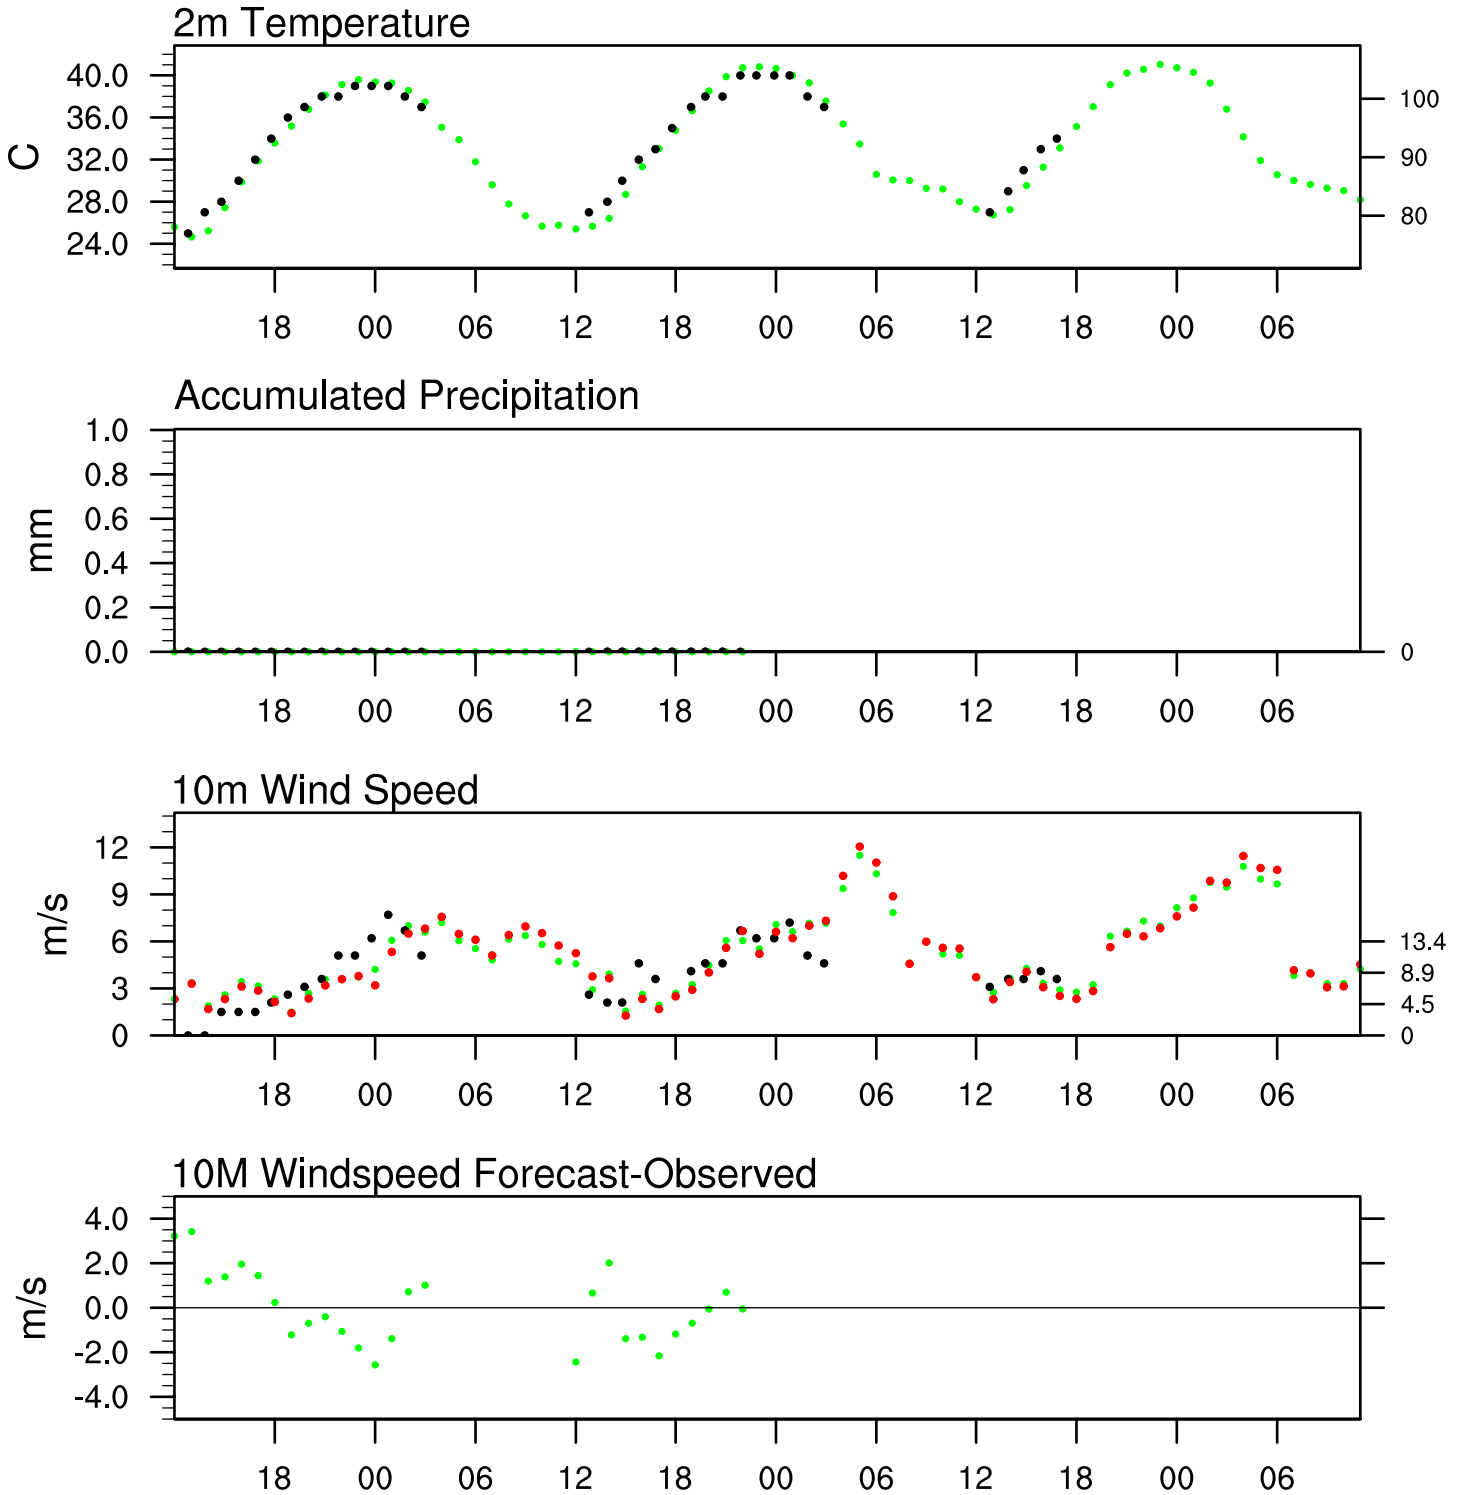 2m Temperature
40.0
36.0
32.0
28.0
24.0
C
100
90
80
18 00 06 12 18 00 06 12 18 00 06
Accumulated Precipitation
1.0
0.8
0.6
0.4
0.2
0.0
mm
0
18 00 06 12 18 00 06 12 18 00 06
10m Wind Speed
12
9
6
3
0
m/s
13.4
8.9
4.5
0
18 00 06 12 18 00 06 12 18 00 06
10M Windspeed Forecast-Observed
4.0
2.0
0.0
-2.0
-4.0
m/s
18 00 06 12 18 00 06 12 18 00 06